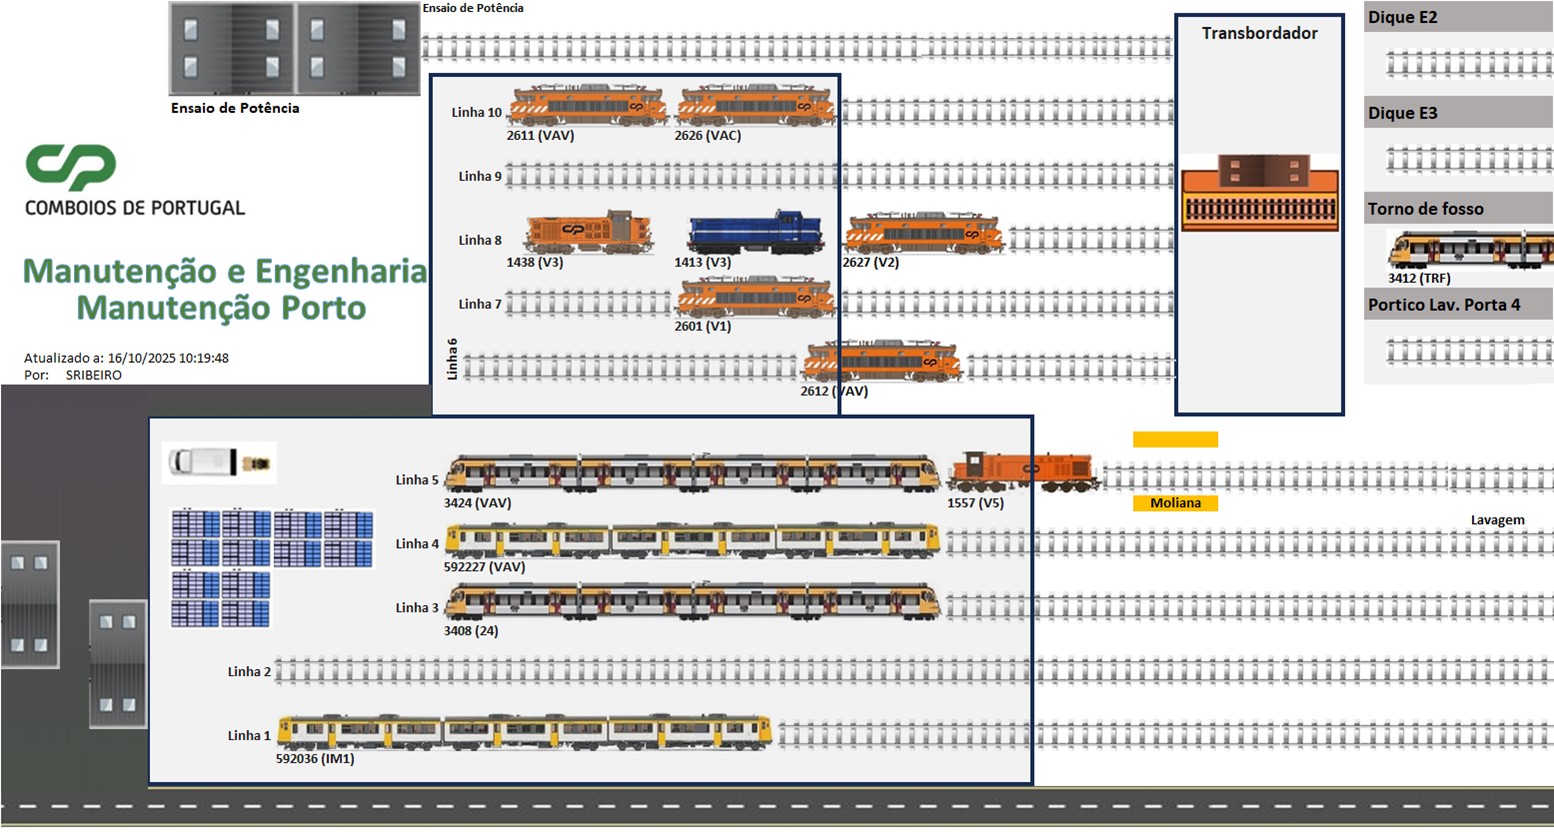 Ensaio de Potência
Ensaio de Potência
Transbordador
Dique E2
Dique E3
Torno de fosso
3412 (TRF)
Portico Lav. Porta 4
CP
COMBOIOS DE PORTUGAL
Manutenção e Engenharia
Manutenção Porto
Atualizado a: 16/10/2025 10:19:48
Por: SRIBEIRO
Linha 10
2611 (VAV) 2626 (VAC)
Linha 9
Linha 8
1438 (V3) 1413 (V3) 2627 (V2)
Linha 7
2601 (V1)
Linha 6
2612 (VAV)
Linha 5
3424 (VAV) 1557 (V5)
Moliana
Lavagem
Linha 4
592227 (VAV)
Linha 3
3408 (24)
Linha 2
Linha 1
592036 (IM1)